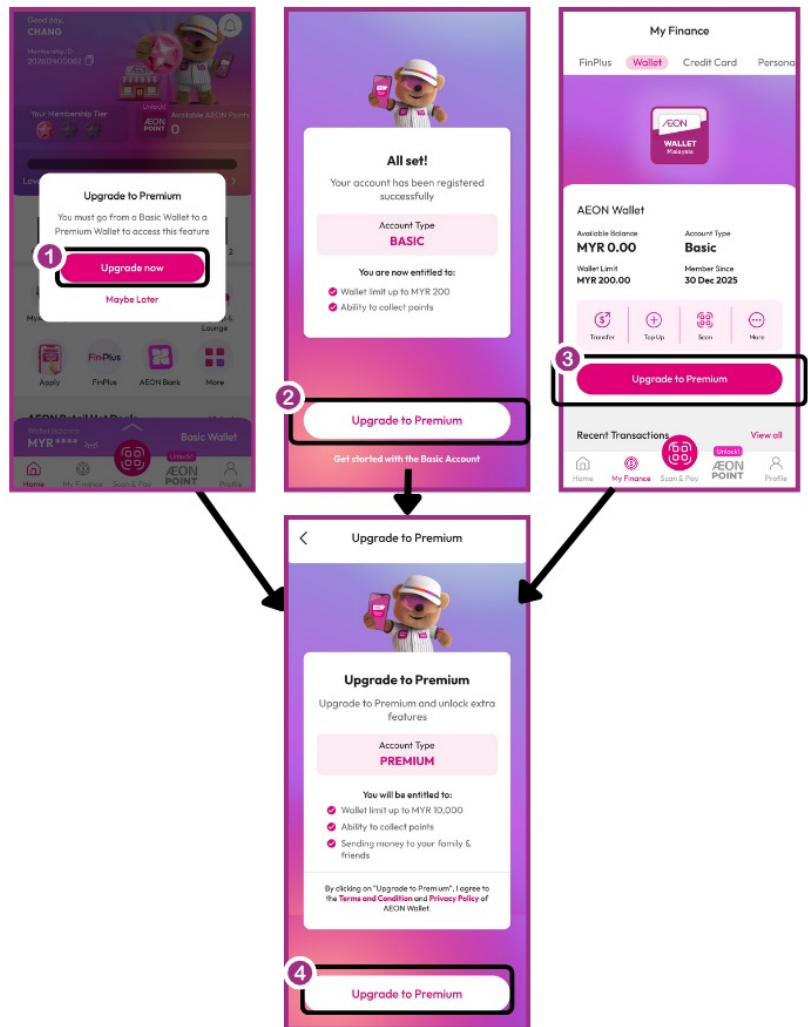 Good day,
CHANG
Membership ID
202612400062
Your Membership Tier
Unlock!
ÆON
POINT
Available AEON Points
0
Upgrade to Premium
You must go from a Basic Wallet to a
Premium Wallet to access this feature
1
Upgrade now
Maybe Later
Lounge
Apply
FinPlus
FinPlus
AEON Bank
More
Wallet Balance
MYR ****
Basic Wallet
Unlock!
Home
My Finance
Scan & Pay
ÆON
POINT
Profile
All set!
Your account has been registered
successfully
Account Type
BASIC
You are now entitled to:
Wallet limit up to MYR 200
Ability to collect points
2
Upgrade to Premium
Get started with the Basic Account
My Finance
FinPlus
Wallet
Credit Card
Persona
ÆON
WALLET
Malaysia
AEON Wallet
Available Balance
Account Type
MYR 0.00
Basic
Wallet Limit
Member Since
MYR 200.00
30 Dec 2025
Transfer
Top Up
Scan
More
3
Upgrade to Premium
Recent Transactions
View all
Unlock!
Home
My Finance
Scan & Pay
ÆON
POINT
Profile
Upgrade to Premium
Upgrade to Premium
Upgrade to Premium and unlock extra
features
Account Type
PREMIUM
You will be entitled to:
Wallet limit up to MYR 10,000
Ability to collect points
Sending money to your family &
friends
By clicking on "Upgrade to Premium", I agree to
the Terms and Condition and Privacy Policy of
AEON Wallet.
4
Upgrade to Premium